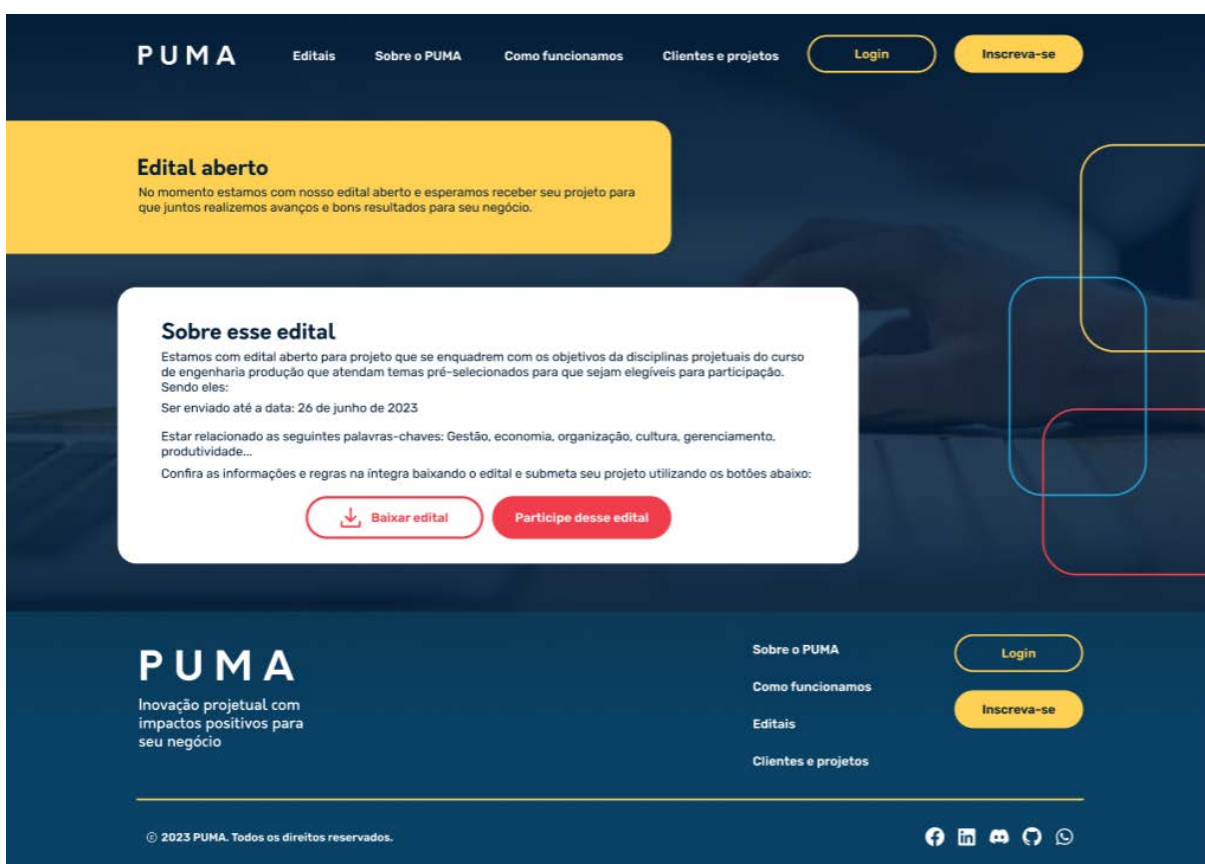 PUMA
Editais
Sobre o PUMA
Como funcionamos
Clientes e projetos
Login
Inscreva-se
Edital aberto
No momento estamos com nosso edital aberto e esperamos receber seu projeto para
que juntos realizemos avanços e bons resultados para seu negócio.
Sobre esse edital
Estamos com edital aberto para projeto que se enquadrem com os objetivos da disciplinas projetuais do curso
de engenharia produção que atendam temas pré-selecionados para que sejam elegíveis para participação.
Sendo eles:
Ser enviado até a data: 26 de junho de 2023
Estar relacionado as seguintes palavras-chaves: Gestão, economia, organização, cultura, gerenciamento,
produtividade...
Confira as informações e regras na íntegra baixando o edital e submeta seu projeto utilizando os botões abaixo:
Baixar edital
Participe desse edital
PUMA
Inovação projetual com
impactos positivos para
seu negócio
Sobre o PUMA
Como funcionamos
Editais
Clientes e projetos
Login
Inscreva-se
© 2023 PUMA. Todos os direitos reservados.